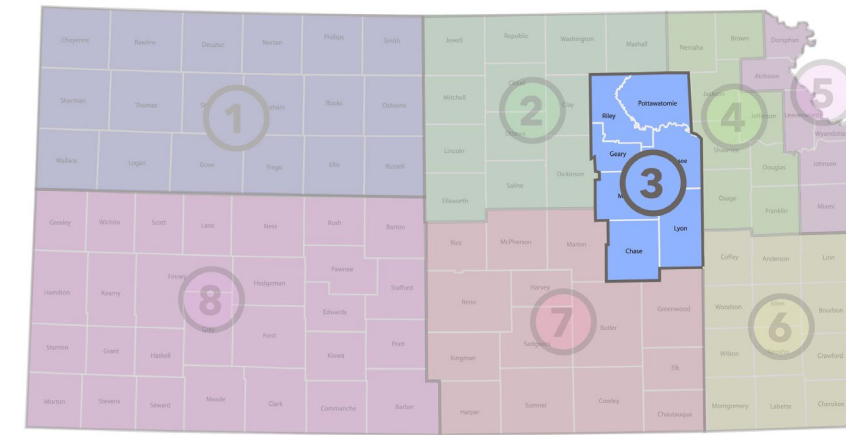 Cheyenne Rawlins Decatur Norton Phillips Smith Jewell Republic Washington Marshall Nemaha Brown Doniphan
Atchison
Sherman Thomas Graham Rooks Osborne Mitchell Cloud Clay Riley Pottawatomie Jackson Jefferson
1 2 4 5
Wyandotte
Wallace Logan Gove Trego Ellis Russell Lincoln Ottawa Geary Shawnee Douglas Johnson
3
Ellsworth Saline Dickinson Osage Franklin Miami
Chase Lyon
Greeley Wichita Scott Lane Ness Rush Barton Rice McPherson Marion Coffey Anderson Linn
Hamilton Kearny Finney Hodgeman Pawnee Stafford Reno Harvey Greenwood Woodson Allen Bourbon
8 7 6
Gray Edwards Sedgwick Butler
Stanton Grant Haskell Ford Kiowa Pratt Kingman Elk Wilson Crawford
Morton Stevens Seward Meade Clark Commanche Barber Harper Sumner Cowley Chautauqua Montgomery Labette Cherokee